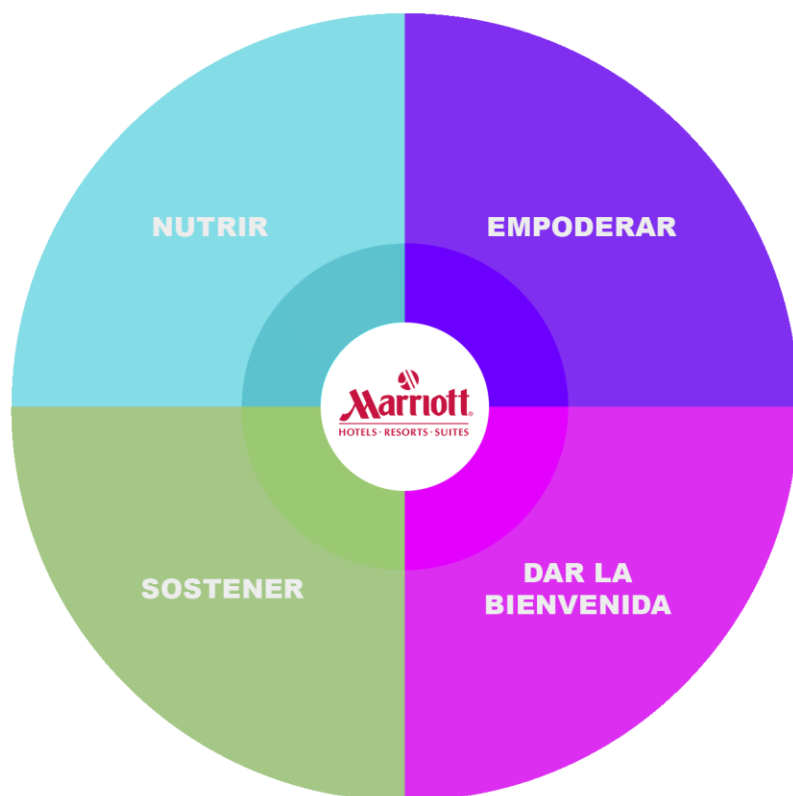 NUTRIR
EMPODERAR
Marriott®
HOTELS · RESORTS · SUITES
SOSTENER
DAR LA
BIENVENIDA